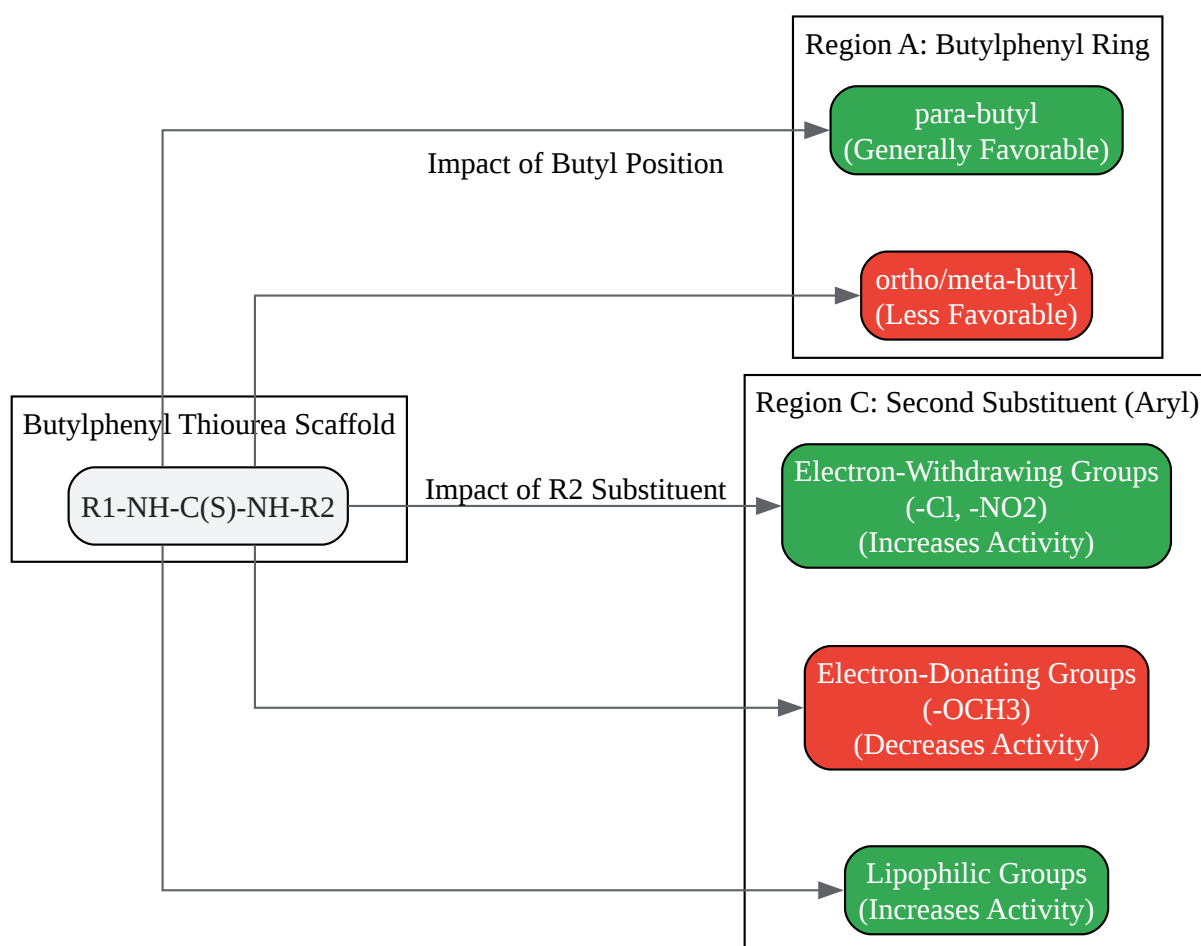 Region A: Butylphenyl Ring
para-butyl
(Generally Favorable)
Impact of Butyl Position
ortho/meta-butyl
(Less Favorable)
Butylphenyl Thiourea Scaffold
R1-NH-C(S)-NH-R2
Impact of R2 Substituent
Region C: Second Substituent (Aryl)
Electron-Withdrawing Groups
(-Cl, -NO2)
(Increases Activity)
Electron-Donating Groups
(-OCH3)
(Decreases Activity)
Lipophilic Groups
(Increases Activity)